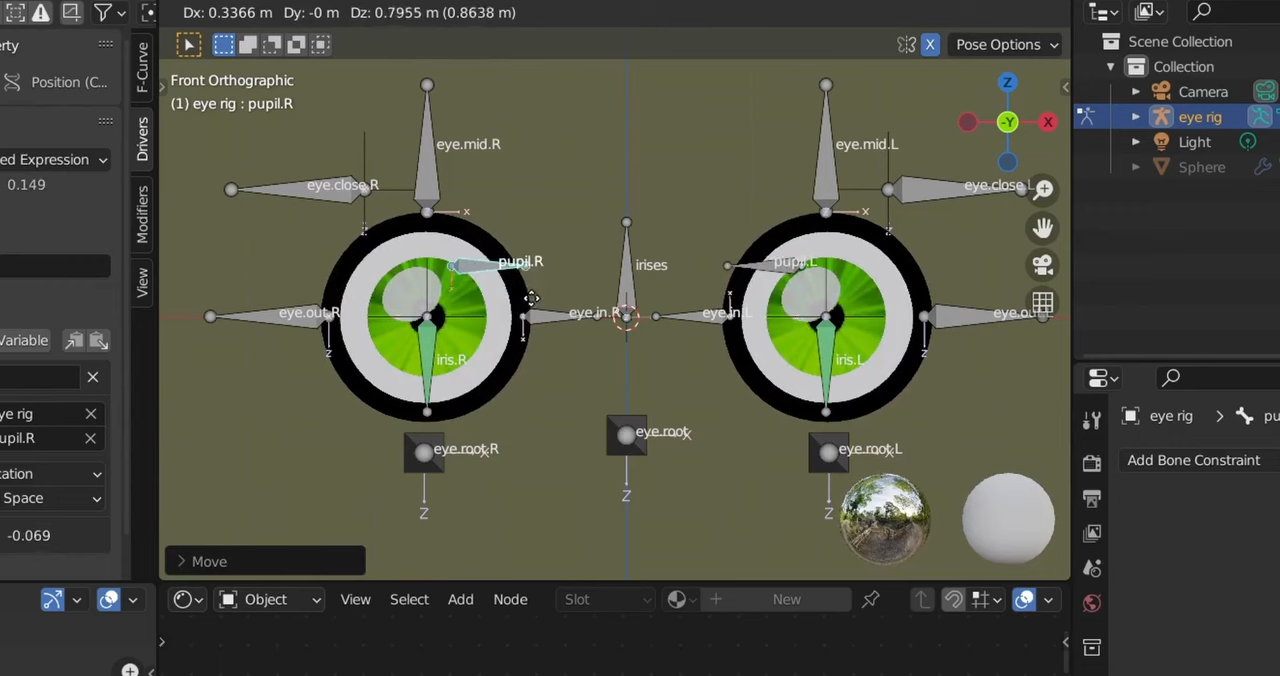 Dx: 0.3366 m   Dy: -0 m   Dz: 0.7955 m (0.8638 m)
perty
Position (C...
ed Expression
0.149
Variable
ye rig
upil.R
cation
Space
-0.069
F-Curve
Drivers
Modifiers
View
X
Pose Options
Front Orthographic
(1) eye rig : pupil.R
Z
-Y
X
eye.mid.R
eye.mid.L
eye.close.R
eye.close.L
z
x
x
z
pupil.R
irises
pupil.L
eye.out.R
eye.in.R
eye.in.L
z
z
iris.R
iris.L
eye.root.R
eye.root
eye.root.L
X
X
X
Z
Z
Z
Move
Object
View
Select
Add
Node
Slot
New
Scene Collection
Collection
Camera
eye rig
Light
Sphere
eye rig
pu
Add Bone Constraint